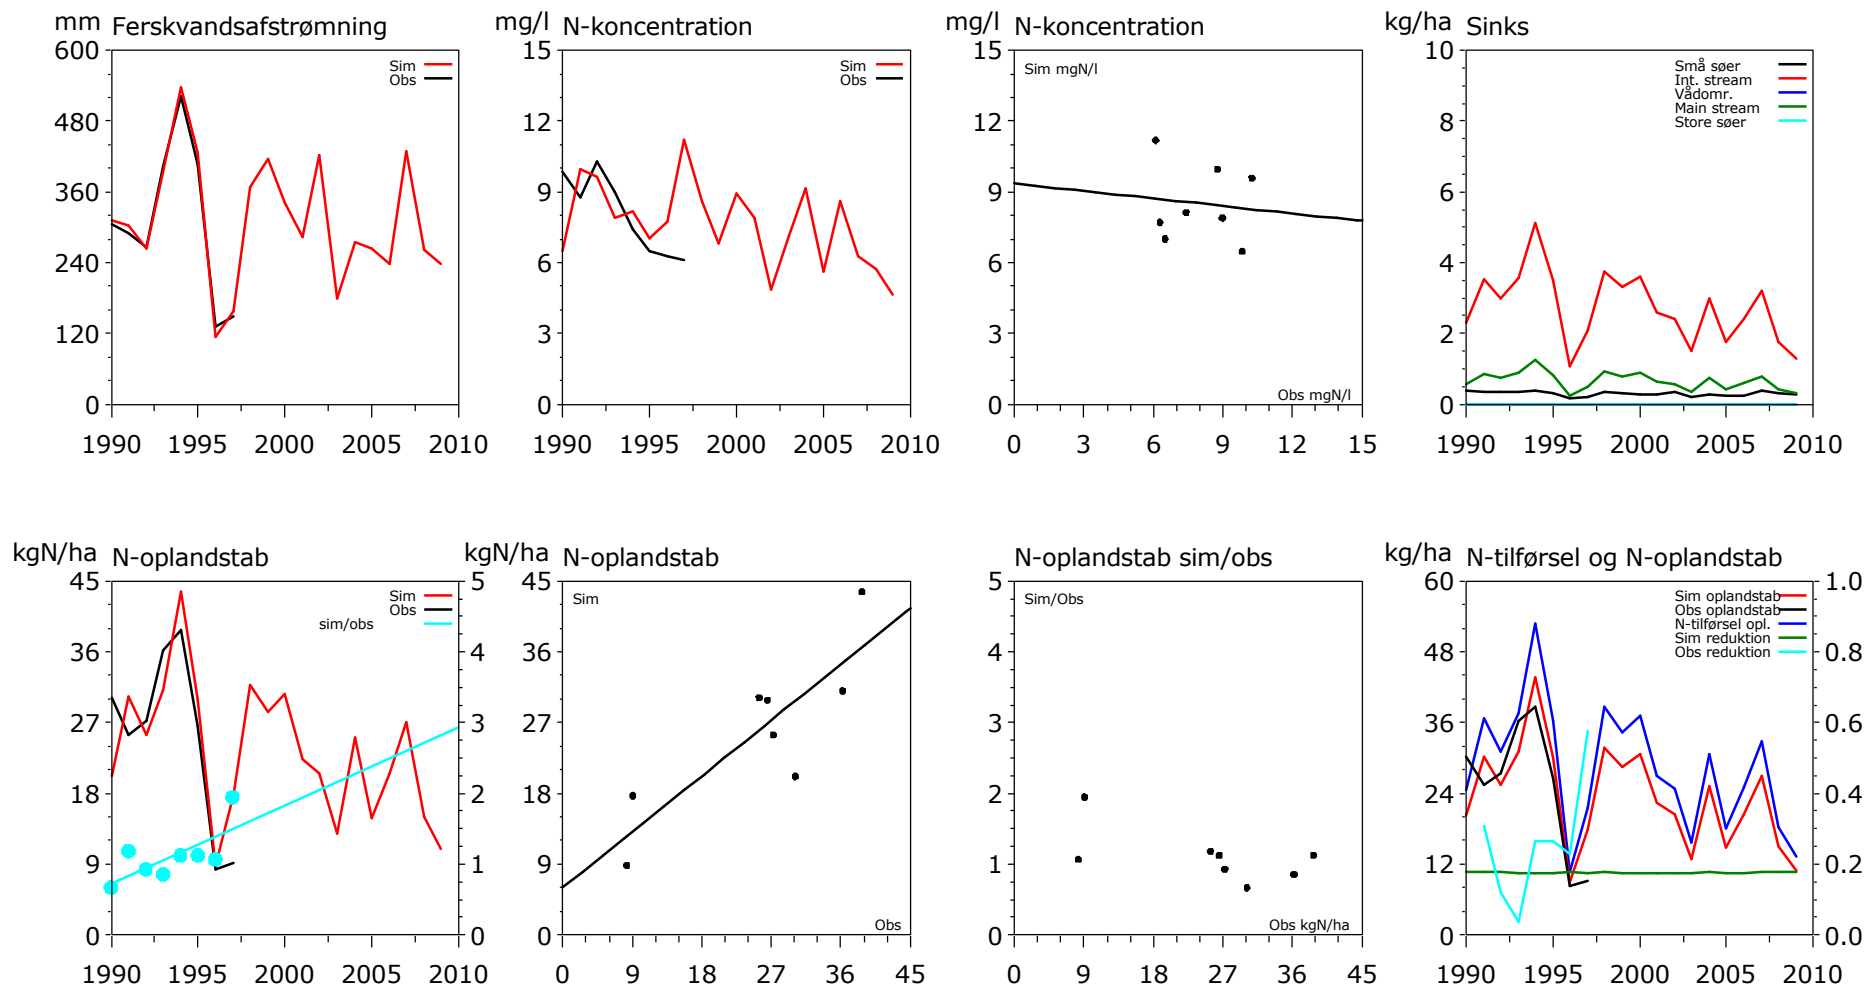 mm Ferskvandsafstrømning
600
480
360
240
120
0
Sim
Obs
1990 1995 2000 2005 2010
mg/l N-koncentration
15
12
9
6
3
0
Sim
Obs
1990 1995 2000 2005 2010
mg/l N-koncentration
15
12
9
6
3
0
Sim mgN/l
Obs mgN/l
0 3 6 9 12 15
kg/ha Sinks
10
8
6
4
2
0
Små søer
Int. stream
Vådomr.
Main stream
Store søer
1990 1995 2000 2005 2010
kgN/ha N-oplandstab
45
36
27
18
9
0
Sim
Obs
sim/obs
5
4
3
2
1
0
1990 1995 2000 2005 2010
kgN/ha N-oplandstab
45
36
27
18
9
0
Sim
Obs
0 9 18 27 36 45
N-oplandstab sim/obs
5
4
3
2
1
0
Sim/Obs
Obs kgN/ha
0 9 18 27 36 45
kg/ha N-tilførsel og N-oplandstab
60
48
36
24
12
0
Sim oplandstab
Obs oplandstab
N-tilførsel opl.
Sim reduktion
Obs reduktion
1.0
0.8
0.6
0.4
0.2
0.0
1990 1995 2000 2005 2010